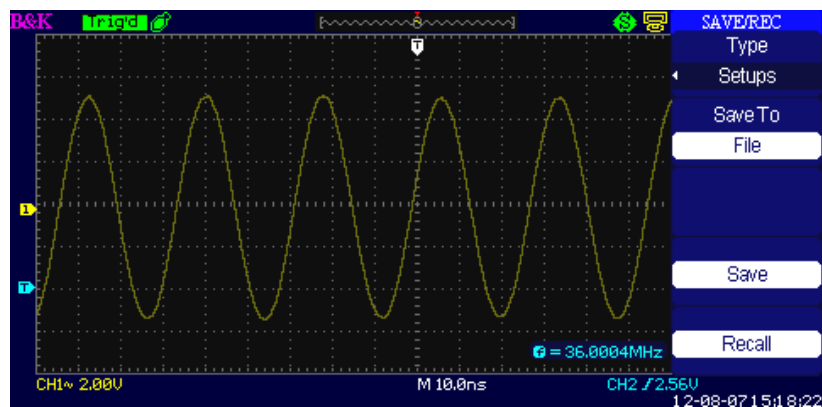 B&K Trig'd SAVE/REC
T
Type
Setups
Save To
File
1
T
Save
f = 36.0004MHz
Recall
CH1~ 2.00V M 10.0ns CH2 2.56V
12-08-07 15:18:22